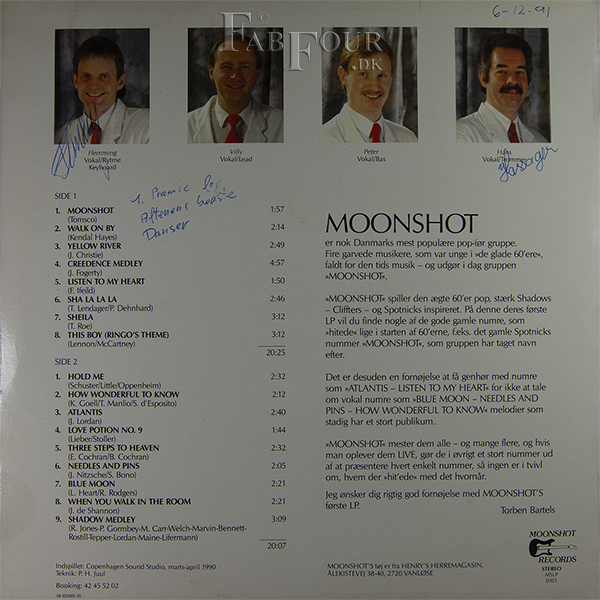 6-12-91
©
FAB FOUR
.DK
Flemming
Vokal/Rytme
Keyboard
Villy
Vokal/Lead
Peter
Vokal/Bas
Hans
Vokal/Trommer
1. Præmie for
Aftenens bedste
Danser
SIDE 1
1. MOONSHOT 1:57
(Tomsco)
2. WALK ON BY 2:14
(Kendal Hayes)
3. YELLOW RIVER 2:49
(J. Christie)
4. CREEDENCE MEDLEY 4:57
(J. Fogerty)
5. LISTEN TO MY HEART 1:50
(F. Ifeild)
6. SHA LA LA LA 2:46
(T. Lendager/P. Dehnhard)
7. SHEILA 3:12
(T. Roe)
8. THIS BOY (RINGO'S THEME) 3:12
(Lennon/McCartney)
20:25
SIDE 2
1. HOLD ME 2:32
(Schuster/Little/Oppenheim)
2. HOW WONDERFUL TO KNOW 2:12
(K. Goell/T. Manlio/S. d'Esposito)
3. ATLANTIS 2:40
(J. Lordan)
4. LOVE POTION NO. 9 1:44
(Lieber/Stoller)
5. THREE STEPS TO HEAVEN 2:32
(E. Cochran/B. Cochran)
6. NEEDLES AND PINS 2:05
(J. Nitzsche/S. Bono)
7. BLUE MOON 2:21
(L. Heart/R. Rodgers)
8. WHEN YOU WALK IN THE ROOM 2:21
(J. de Shannon)
9. SHADOW MEDLEY 3:09
(R. Jones-P. Gormbey-M. Carr-Welch-Marvin-Bennett-
Rostill-Tepper-Lordan-Maine-Lifermann)
20:07
Indspillet: Copenhagen Sound Studio, marts-april 1990
Teknik: P. H. Juul
Booking: 42 45 52 02
MOONSHOT
er nok Danmarks mest populære pop-iør gruppe.
Fire garvede musikere, som var unge i »de glade 60'ere«,
faldt for den tids musik – og udgør i dag gruppen
»MOONSHOT«.
»MOONSHOT« spiller den ægte 60'er pop, stærk Shadows
– Cliffters – og Spotnicks inspireret. På denne deres første
LP vil du finde nogle af de gode gamle numre, som
»hitede« lige i starten af 60'erne, f.eks. det gamle Spotnicks
nummer »MOONSHOT«, som gruppen har taget navn
efter.
Det er desuden en fornøjelse at få genhør med numre
som »ATLANTIS – LISTEN TO MY HEART« for ikke at tale
om vokal numre som »BLUE MOON – NEEDLES AND
PINS – HOW WONDERFUL TO KNOW« melodier som
stadig har et stort publikum.
»MOONSHOT« mester dem alle – og mange flere, og hvis
man oplever dem LIVE, gør de i øvrigt et stort nummer ud
af at præsentere hvert enkelt nummer, så ingen er i tvivl
om, hvem der »hit'ede« med det hvornår.
Jeg ønsker dig rigtig god fornøjelse med MOONSHOT'S
første LP.
Torben Bartels
MOONSHOT'S tøj er fra HENRY'S HERREMAGASIN,
ÅLEKISTEVEJ 38-40, 2720 VANLØSE
MOONSHOT
RECORDS
STEREO
MSLP
0101